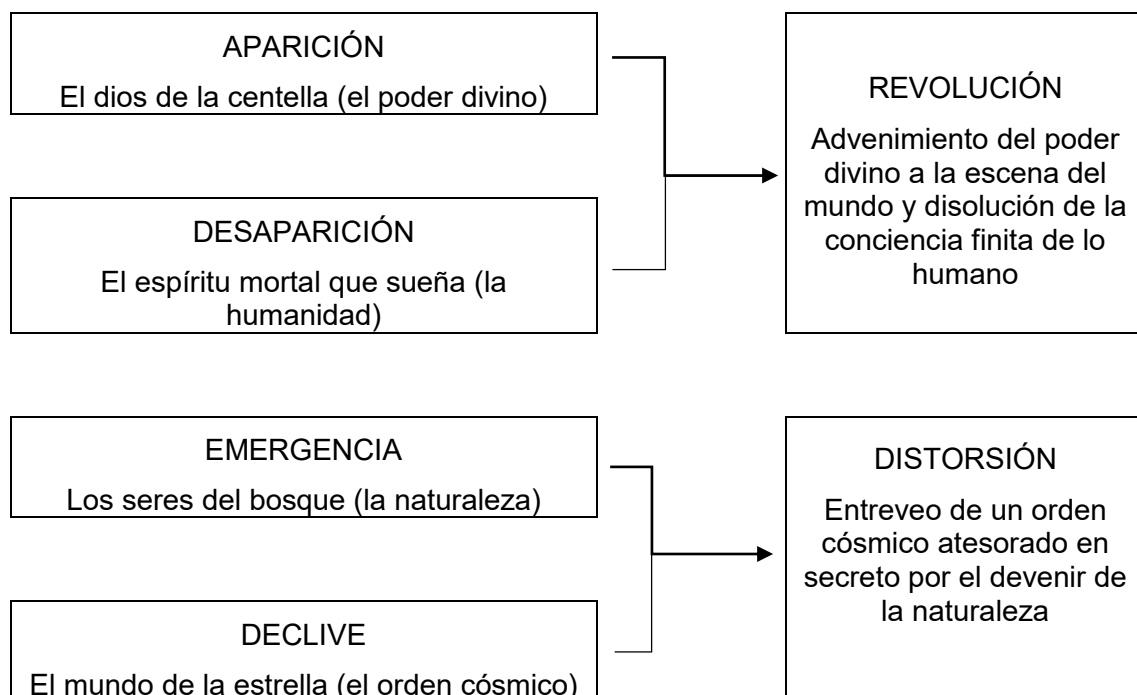 APARICIÓN
El dios de la centella (el poder divino)
DESAPARICIÓN
El espíritu mortal que sueña (la
humanidad)
REVOLUCIÓN
Advenimiento del poder
divino a la escena del
mundo y disolución de la
conciencia finita de lo
humano
EMERGENCIA
Los seres del bosque (la naturaleza)
DECLIVE
El mundo de la estrella (el orden cósmico)
DISTORSIÓN
Entreveo de un orden
cósmico atesorado en
secreto por el devenir de
la naturaleza